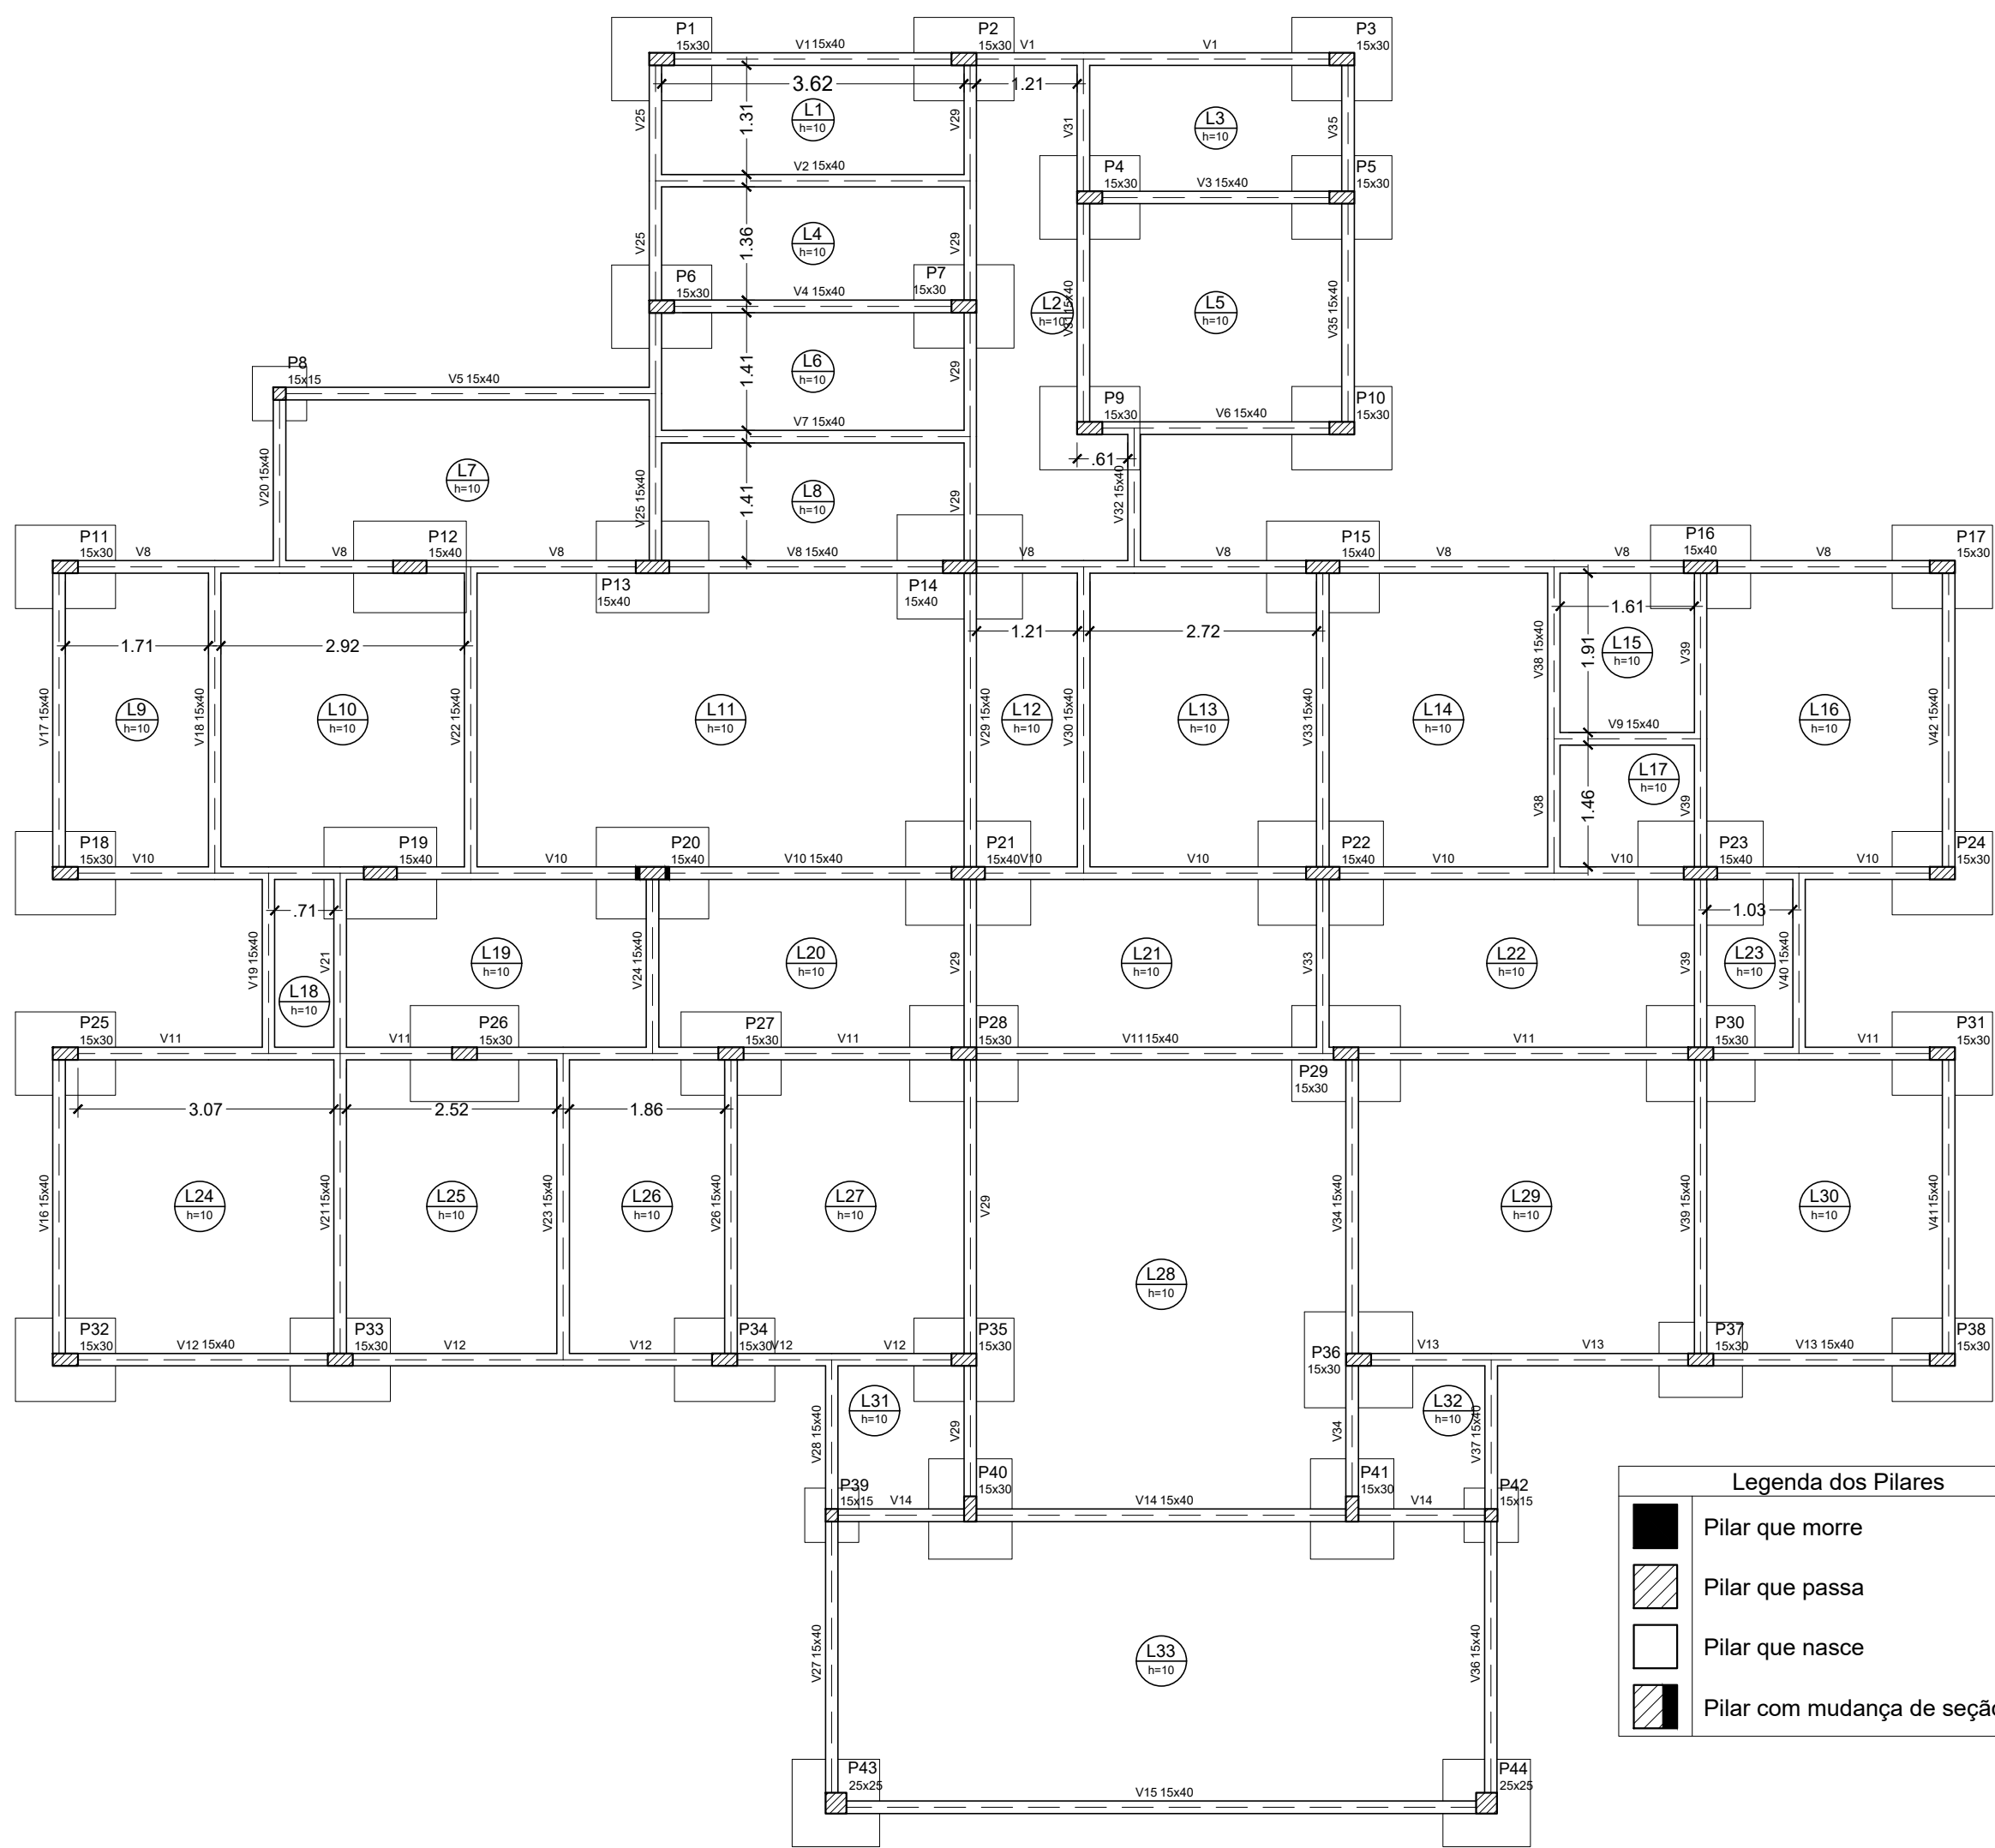 P1
15x30
V1 15x40
P2
15x30
V1
V1
P3
15x30
3.62
1.21
V25
1.31
L1
h=10
V29
V31
L3
h=10
V35
V2 15x40
P4
15x30
V3 15x40
P5
15x30
V25
1.36
L4
h=10
V29
P6
15x30
V4 15x40
P7
15x30
L2
h=10
V31 15x40
L5
h=10
V35 15x40
P8
15x15
V5 15x40
1.41
L6
h=10
V29
P9
15x30
V6 15x40
P10
15x30
V7 15x40
.61
V20 15x40
L7
h=10
V25 15x40
1.41
L8
h=10
V29
V32 15x40
P11
15x30
V8
V8
P12
15x40
V8
V8 15x40
V8
V8
P15
15x40
V8
V8
P16
15x40
V8
P17
15x30
P13
15x40
P14
15x40
1.71
2.92
1.21
2.72
1.61
V17 15x40
L9
h=10
V18 15x40
L10
h=10
V22 15x40
L11
h=10
V29 15x40
L12
h=10
V30 15x40
L13
h=10
V33 15x40
L14
h=10
V38 15x40
1.91
L15
h=10
V39
V9 15x40
L16
h=10
V42 15x40
V38
1.46
L17
h=10
V39
P18
15x30
V10
P19
15x40
V10
P20
15x40
V10 15x40
P21
15x40
V10
V10
P22
15x40
V10
V10
P23
15x40
V10
P24
15x30
.71
1.03
V19 15x40
L18
h=10
V21
L19
h=10
V24 15x40
L20
h=10
V29
L21
h=10
V33
L22
h=10
V39
L23
h=10
V40 15x40
P25
15x30
V11
V11
P26
15x30
P27
15x30
V11
P28
15x30
V11 15x40
P29
15x30
V11
P30
15x30
V11
P31
15x30
3.07
2.52
1.86
V16 15x40
L24
h=10
V21 15x40
L25
h=10
V23 15x40
L26
h=10
V26 15x40
L27
h=10
V29
L28
h=10
V34 15x40
L29
h=10
V39 15x40
L30
h=10
V41 15x40
P32
15x30
V12 15x40
P33
15x30
V12
V12
P34
15x30
V12
V12
P35
15x30
P36
15x30
V13
V13
P37
15x30
V13 15x40
P38
15x30
V28 15x40
L31
h=10
V29
V34
L32
h=10
V37 15x40
P39
15x15
V14
P40
15x30
V14 15x40
P41
15x30
V14
P42
15x15
V27 15x40
L33
h=10
V36 15x40
P43
25x25
V15 15x40
P44
25x25
Legenda dos Pilares
Pilar que morre
Pilar que passa
Pilar que nasce
Pilar com mudança de seção